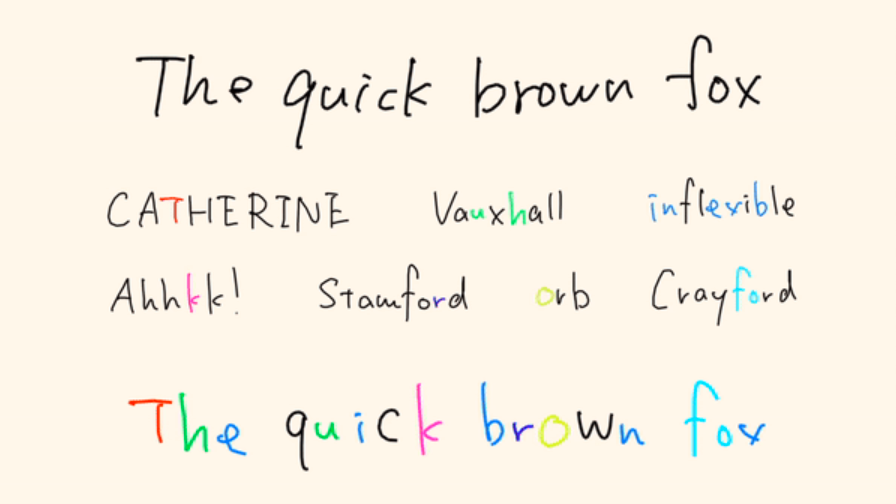 The quick brown fox
CATHERINE Vauxhall inflexible
Ahhkk! Stamford orb Crayford
The quick brown fox